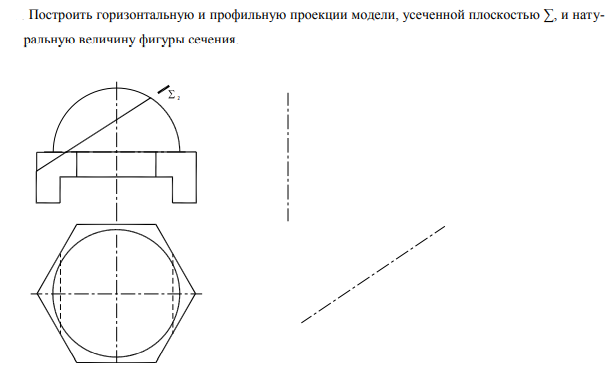 Построить горизонтальную и профильную проекции модели, усеченной плоскостью ∑, и нату-
ральную величину фигуры сечения
∑ 2